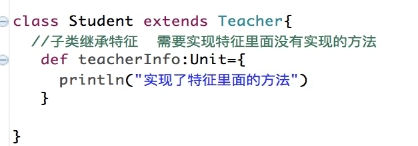 class Student extends Teacher{
//子类继承特征 需要实现特征里面没有实现的方法
def teacherInfo:Unit={
println("实现了特征里面的方法")
}
}